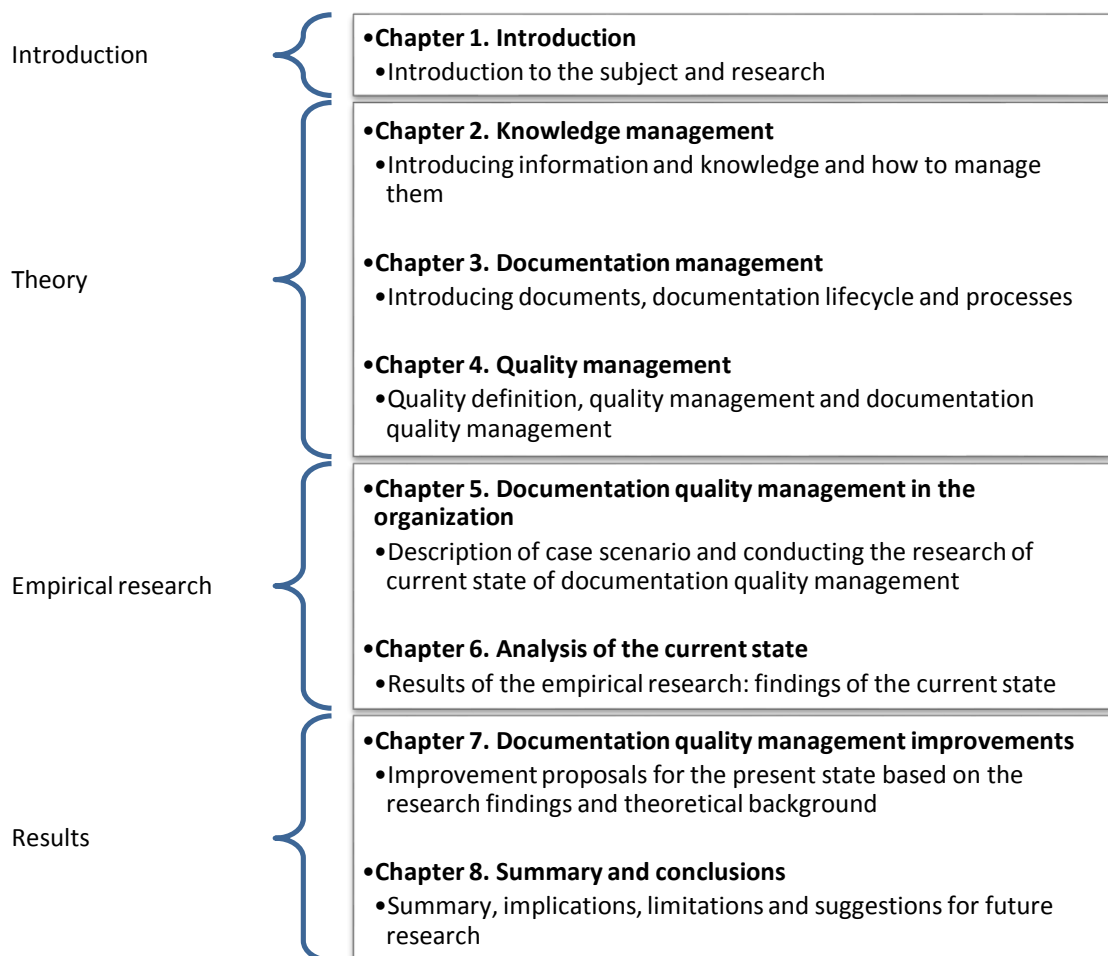 Introduction
•Chapter 1. Introduction
•Introduction to the subject and research
Theory
•Chapter 2. Knowledge management
•Introducing information and knowledge and how to manage
them
•Chapter 3. Documentation management
•Introducing documents, documentation lifecycle and processes
•Chapter 4. Quality management
•Quality definition, quality management and documentation
quality management
Empirical research
•Chapter 5. Documentation quality management in the
organization
•Description of case scenario and conducting the research of
current state of documentation quality management
•Chapter 6. Analysis of the current state
•Results of the empirical research: findings of the current state
Results
•Chapter 7. Documentation quality management improvements
•Improvement proposals for the present state based on the
research findings and theoretical background
•Chapter 8. Summary and conclusions
•Summary, implications, limitations and suggestions for future
research